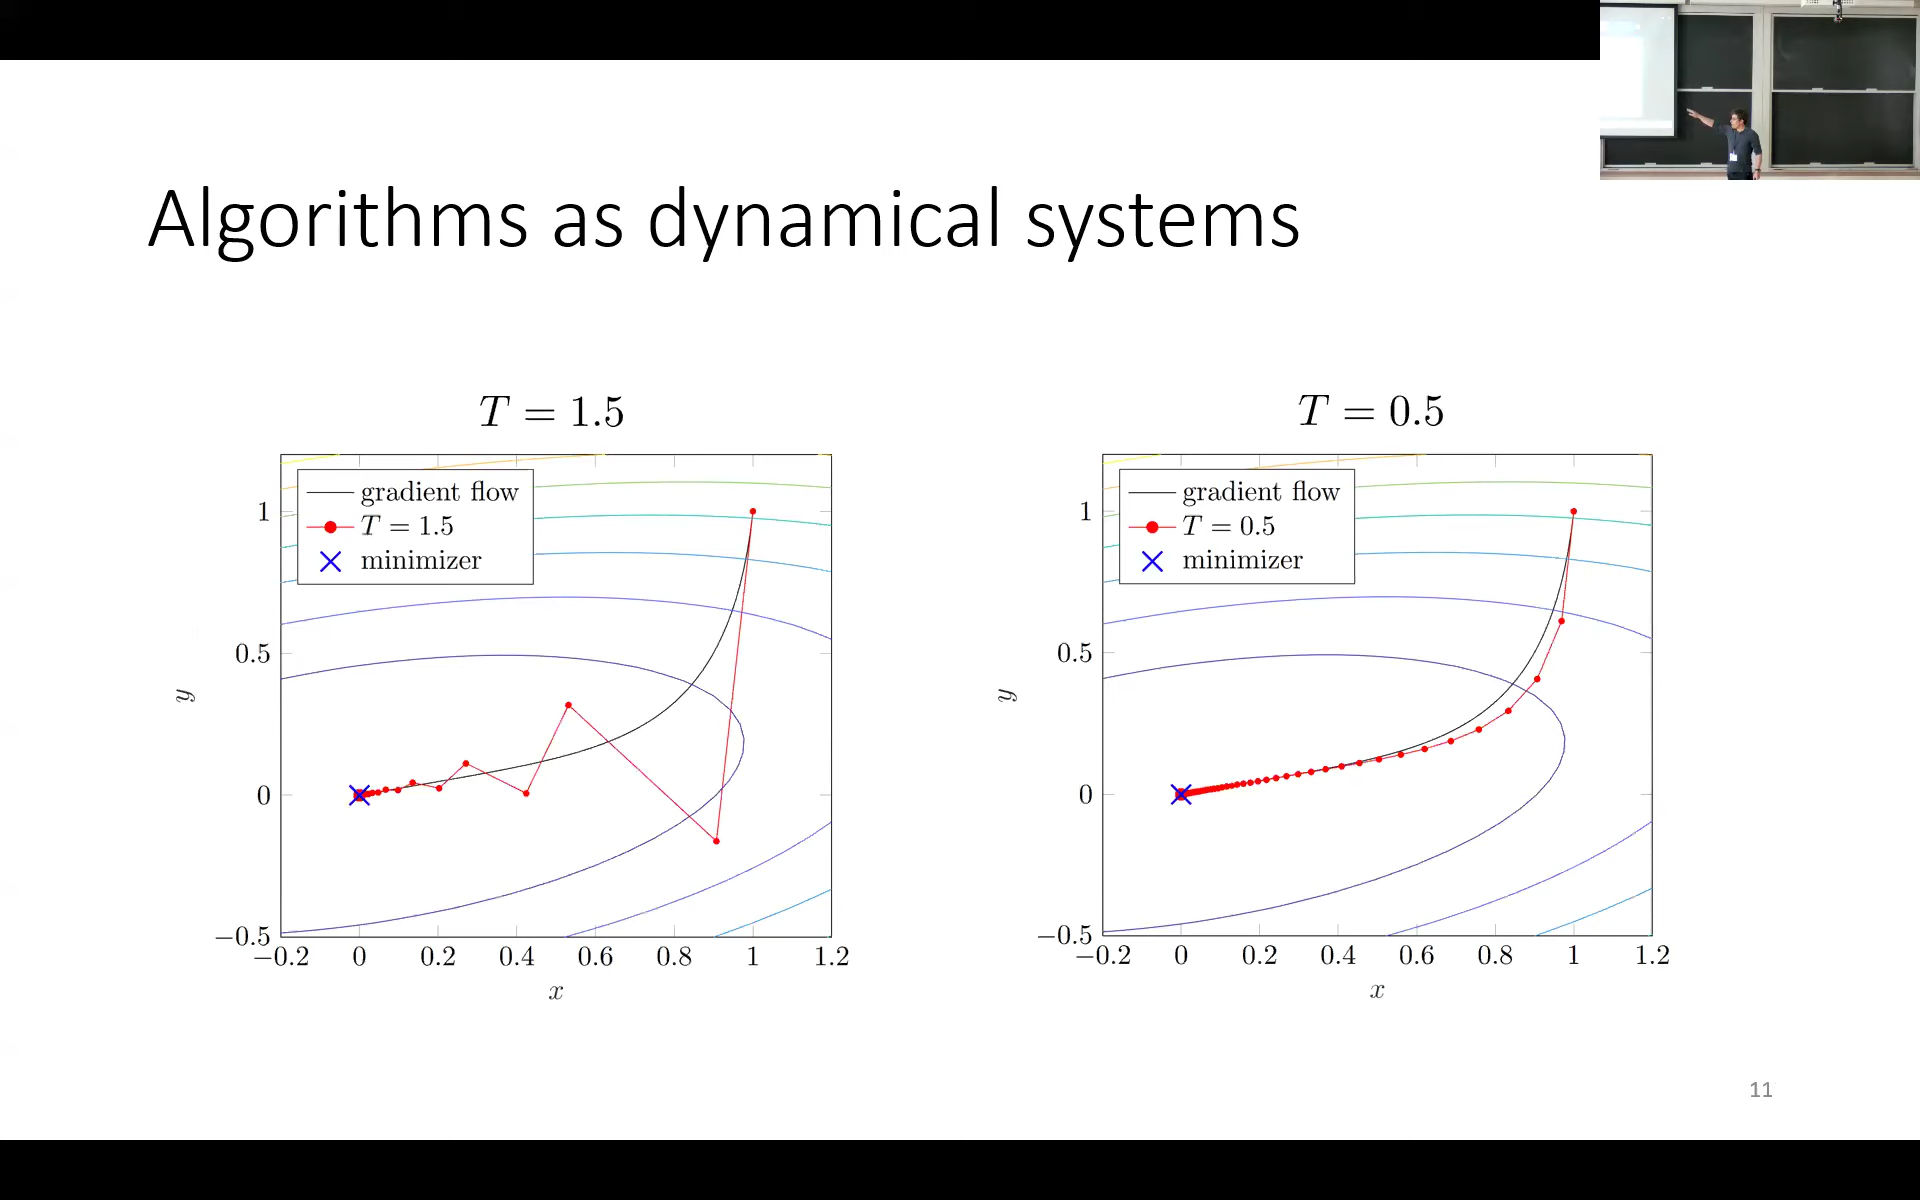 Algorithms as dynamical systems
T = 1.5
gradient flow
T = 1.5
minimizer
1
0.5
0
−0.5
y
−0.2 0 0.2 0.4 0.6 0.8 1 1.2
x
T = 0.5
gradient flow
T = 0.5
minimizer
1
0.5
0
−0.5
y
−0.2 0 0.2 0.4 0.6 0.8 1 1.2
x
11